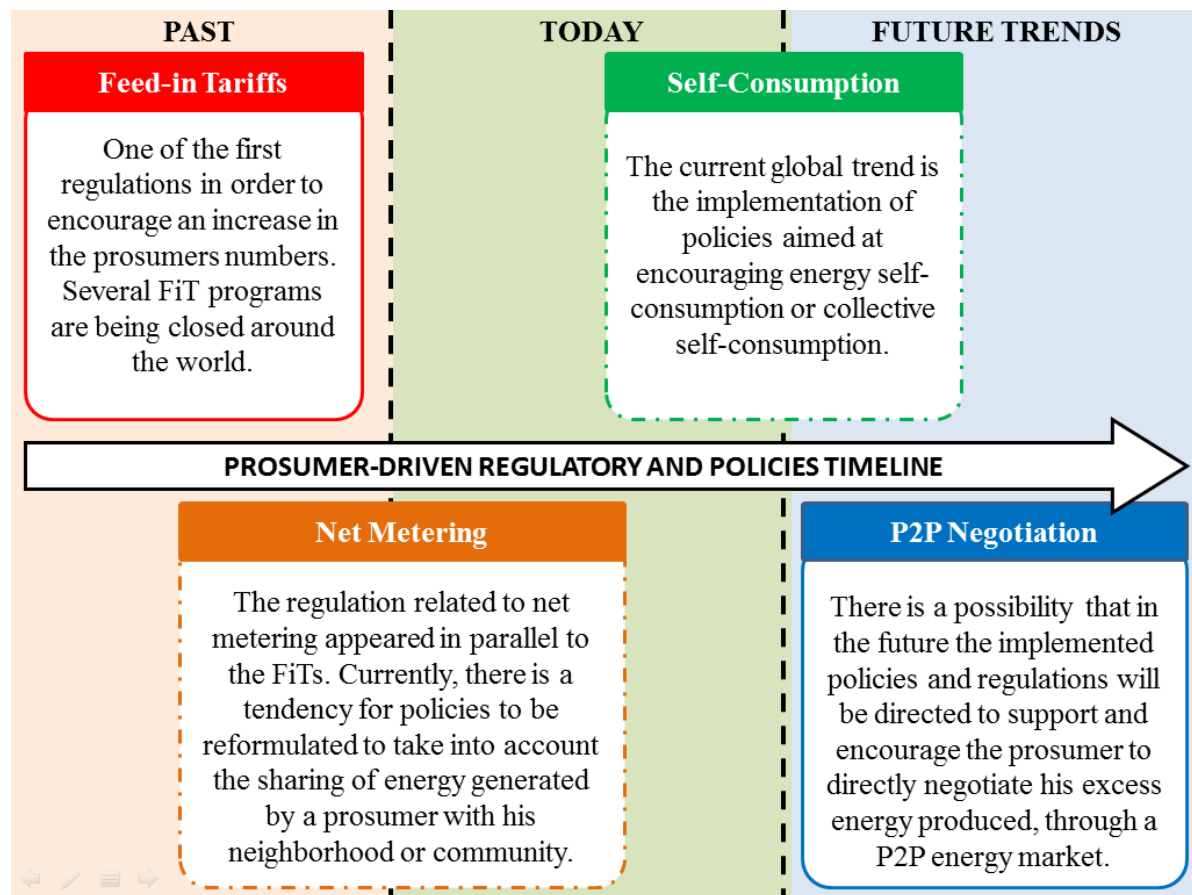 PAST
TODAY
FUTURE TRENDS
Feed-in Tariffs
One of the first
regulations in order to
encourage an increase in
the prosumers numbers.
Several FiT programs
are being closed around
the world.
Self-Consumption
The current global trend is
the implementation of
policies aimed at
encouraging energy self-
consumption or collective
self-consumption.
PROSUMER-DRIVEN REGULATORY AND POLICIES TIMELINE
Net Metering
The regulation related to net
metering appeared in parallel to
the FiTs. Currently, there is a
tendency for policies to be
reformulated to take into account
the sharing of energy generated
by a prosumer with his
neighborhood or community.
P2P Negotiation
There is a possibility that in
the future the implemented
policies and regulations will
be directed to support and
encourage the prosumer to
directly negotiate his excess
energy produced, through a
P2P energy market.